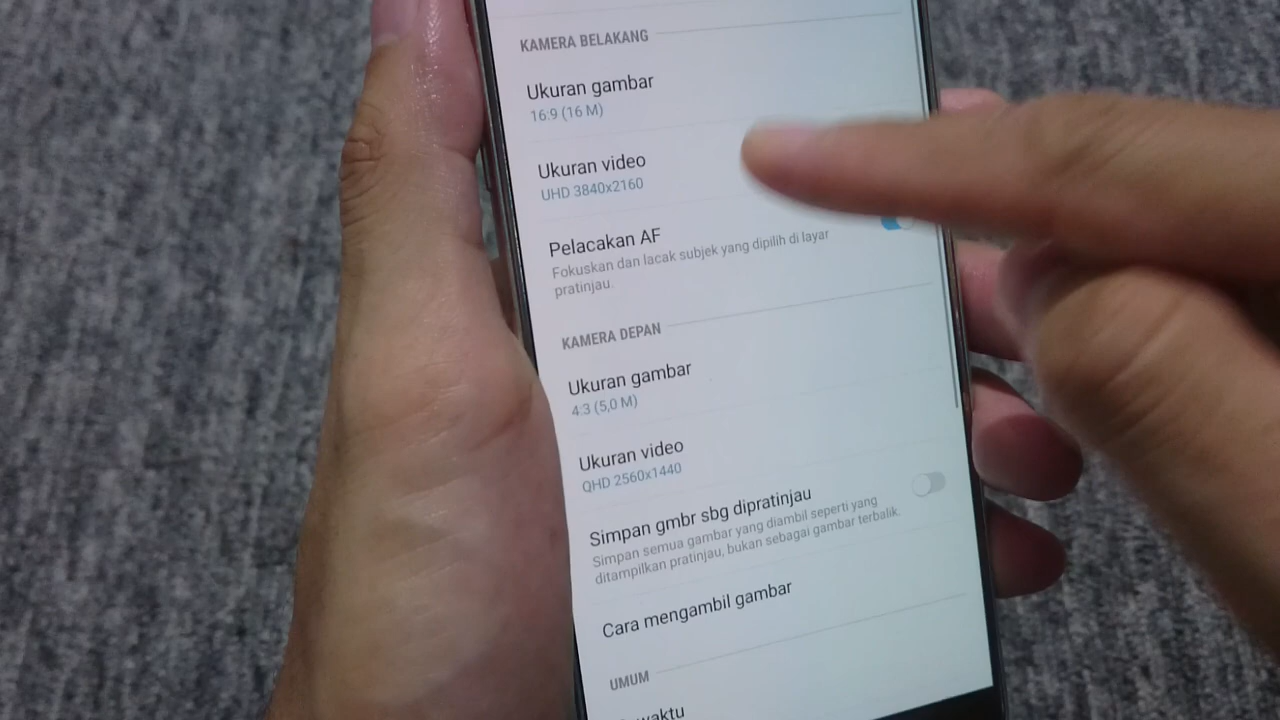 KAMERA BELAKANG
Ukuran gambar
16:9 (16 M)
Ukuran video
UHD 3840x2160
Pelacakan AF
Fokuskan dan lacak subjek yang dipilih di layar
pratinjau.
KAMERA DEPAN
Ukuran gambar
4:3 (5,0 M)
Ukuran video
QHD 2560x1440
Simpan gmbr sbg dipratinjau
Simpan semua gambar yang diambil seperti yang
ditampilkan pratinjau, bukan sebagai gambar terbalik.
Cara mengambil gambar
UMUM